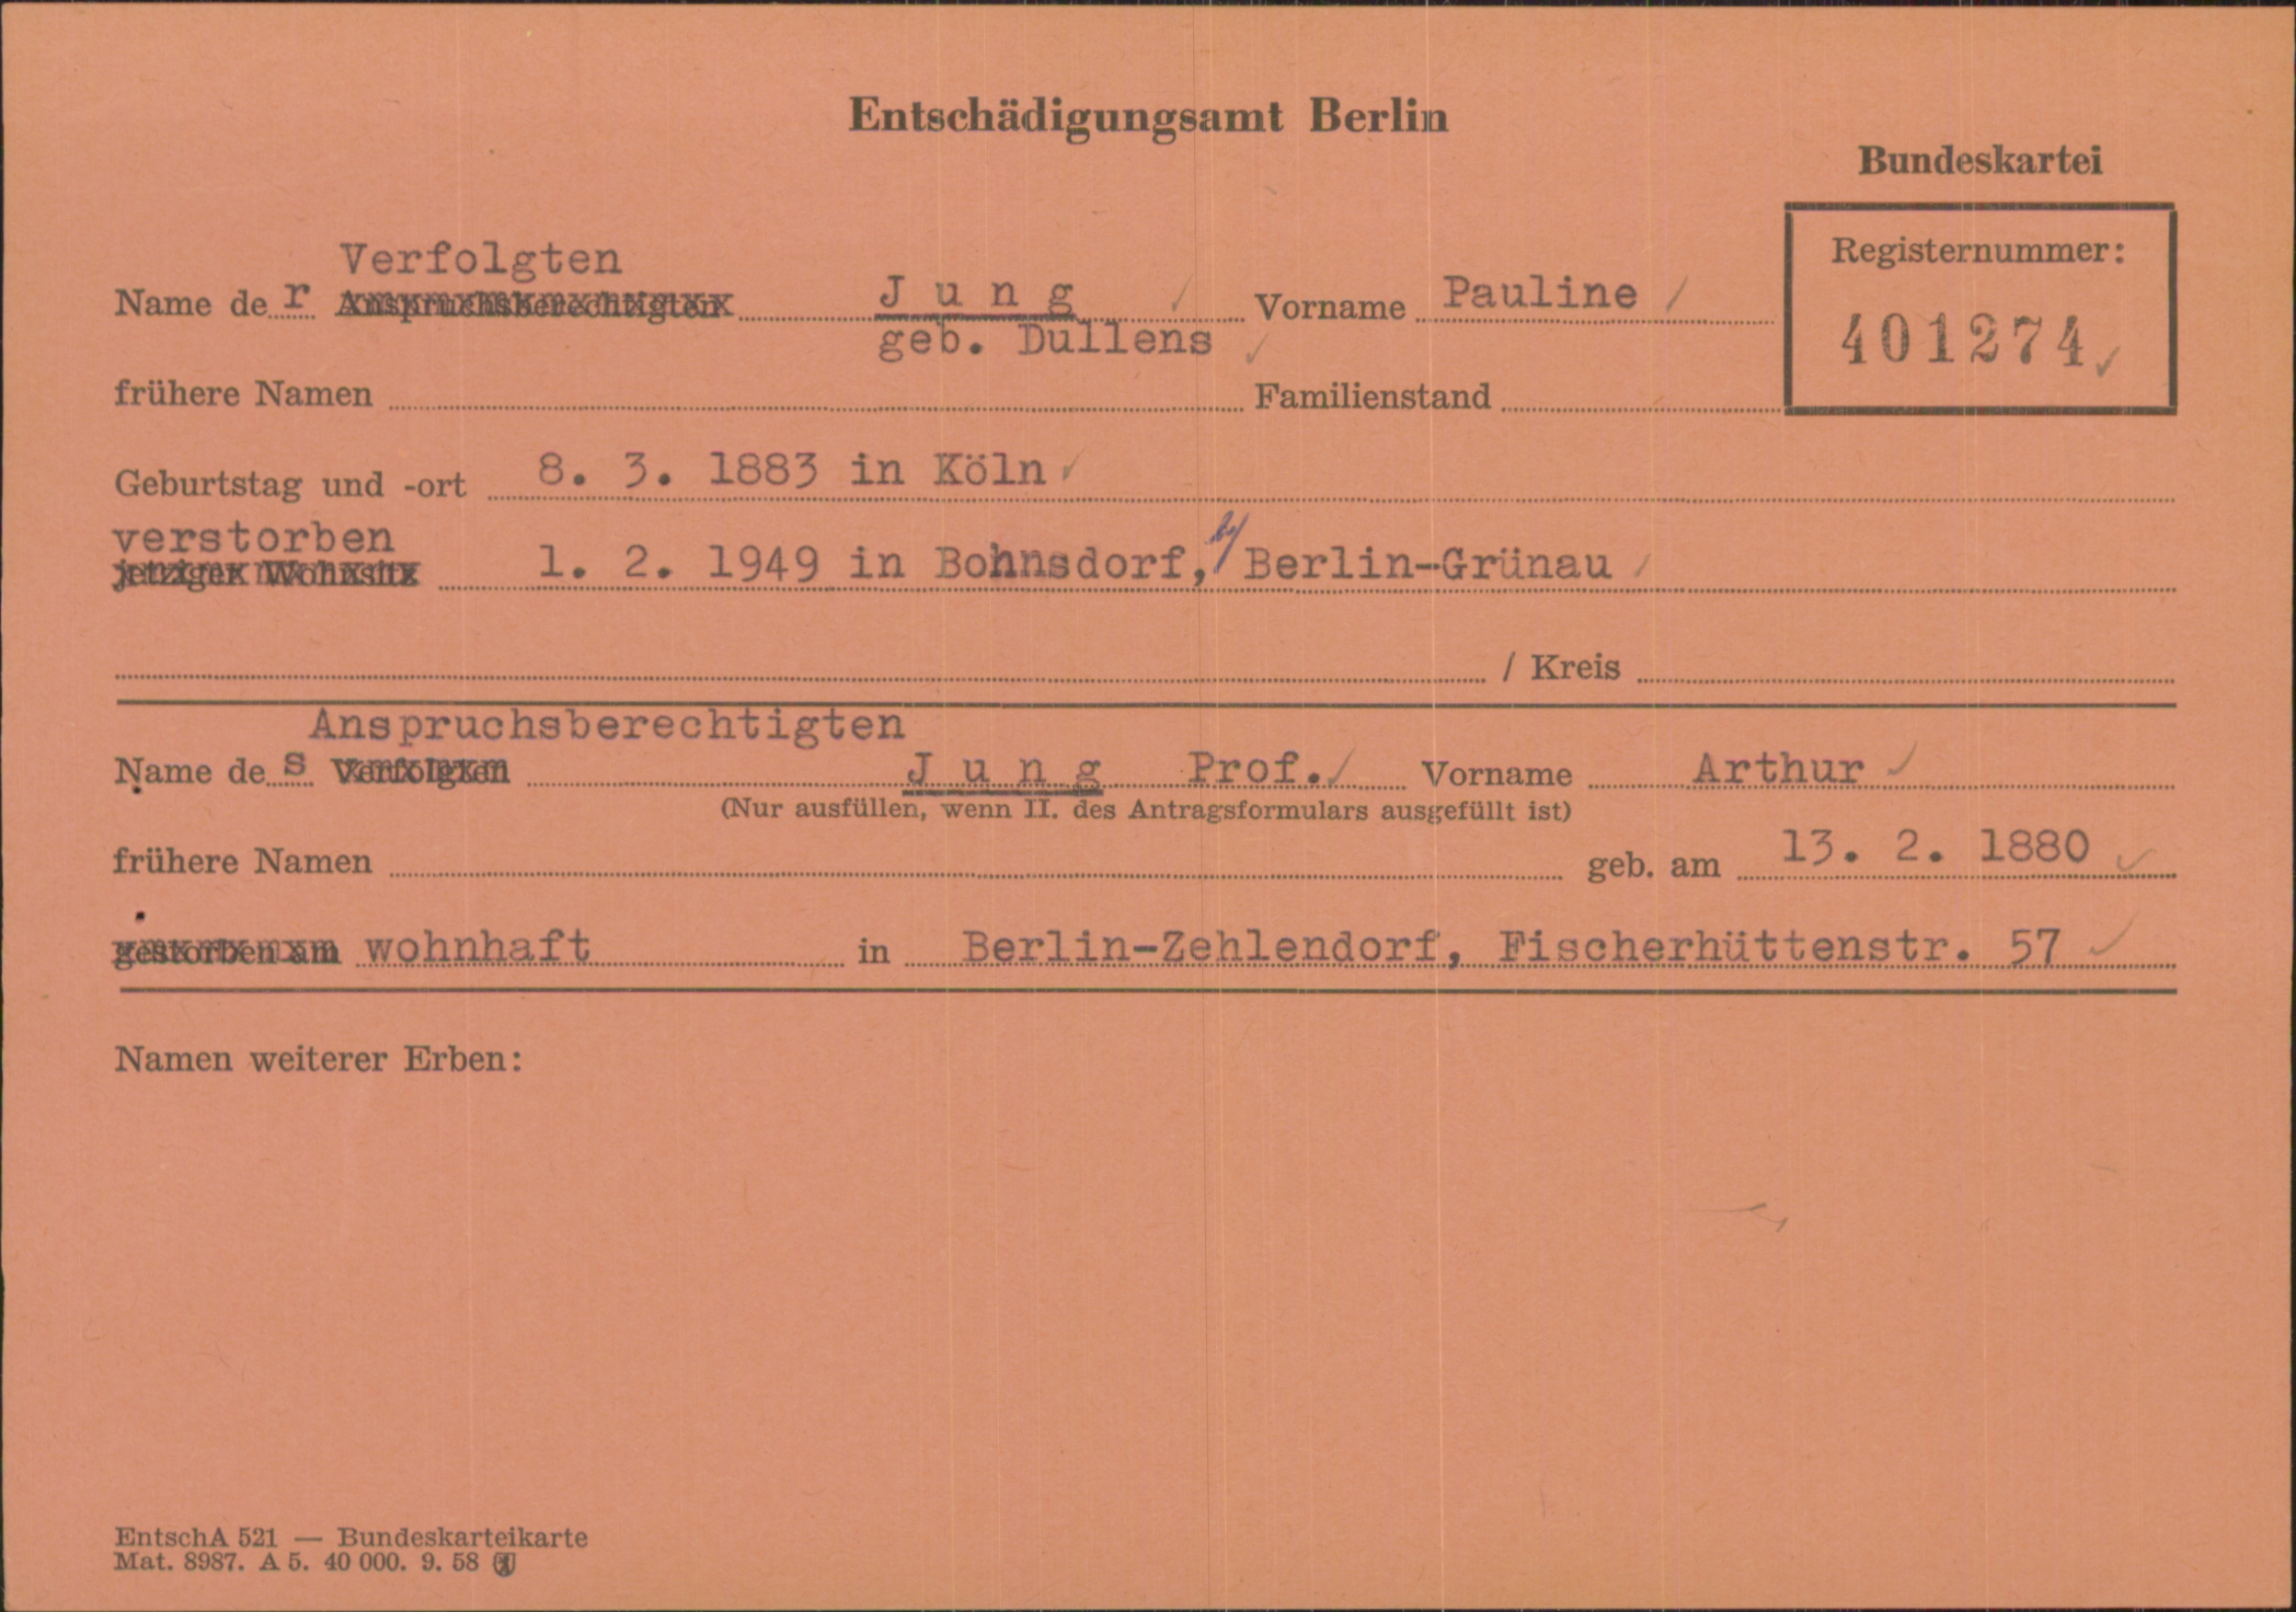 Entschädigungsamt Berlin
Bundeskartei
Registernummer:
401274
Verfolgten
Name der Anspruchsberechtigten Jung Vorname Pauline
geb. Dullens
frühere Namen Familienstand
Geburtstag und -ort 8. 3. 1883 in Köln
verstorben
jetziger Wohnsitz 1. 2. 1949 in Bohnsdorf, Berlin-Grünau
/ Kreis
Anspruchsberechtigten
Name des Verfolgten Jung Prof. Vorname Arthur
(Nur ausfüllen, wenn II. des Antragsformulars ausgefüllt ist)
frühere Namen geb. am 13. 2. 1880
gestorben am wohnhaft in Berlin-Zehlendorf, Fischerhüttenstr. 57
Namen weiterer Erben:
EntschA 521 — Bundeskarteikarte
Mat. 8987. A 5. 40 000. 9. 58